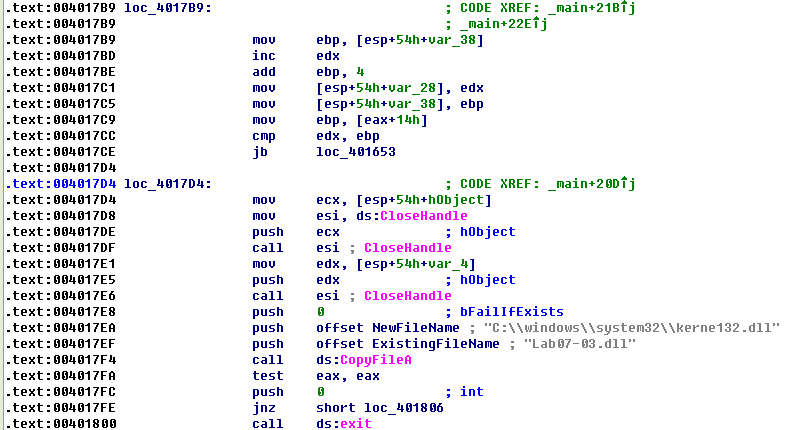 .text:004017B9 loc_4017B9: ; CODE XREF: _main+21B↑j
.text:004017B9 ; _main+22E↑j
.text:004017B9 mov ebp, [esp+54h+var_38]
.text:004017BD inc edx
.text:004017BE add ebp, 4
.text:004017C1 mov [esp+54h+var_28], edx
.text:004017C5 mov [esp+54h+var_38], ebp
.text:004017C9 mov ebp, [eax+14h]
.text:004017CC cmp edx, ebp
.text:004017CE jb loc_401653
.text:004017D4
.text:004017D4 loc_4017D4: ; CODE XREF: _main+20D↑j
.text:004017D4 mov ecx, [esp+54h+hObject]
.text:004017D8 mov esi, ds:CloseHandle
.text:004017DE push ecx ; hObject
.text:004017DF call esi ; CloseHandle
.text:004017E1 mov edx, [esp+54h+var_4]
.text:004017E5 push edx ; hObject
.text:004017E6 call esi ; CloseHandle
.text:004017E8 push 0 ; bFailIfExists
.text:004017EA push offset NewFileName ; "C:\\windows\\system32\\kerne132.dll"
.text:004017EF push offset ExistingFileName ; "Lab07-03.dll"
.text:004017F4 call ds:CopyFileA
.text:004017FA test eax, eax
.text:004017FC push 0 ; int
.text:004017FE jnz short loc_401806
.text:00401800 call ds:exit